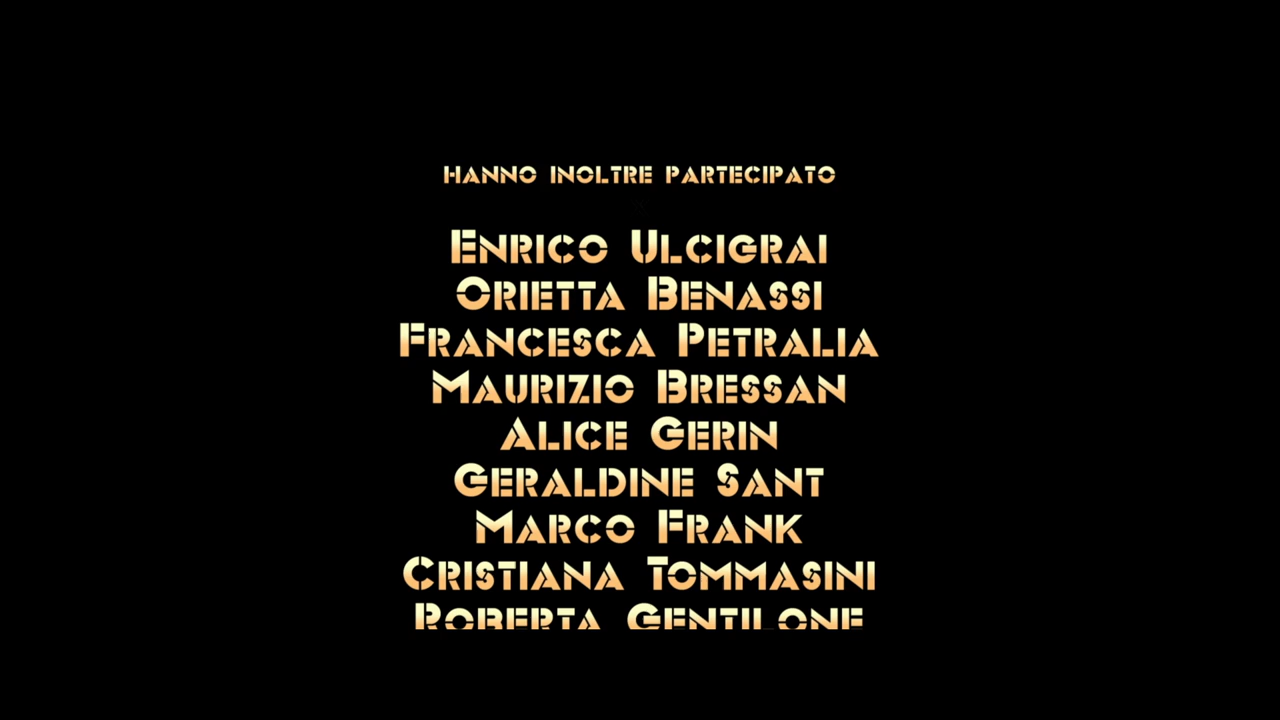 HANNO INOLTRE PARTECIPATO
ENRICO ULCIGRAI
ORIETTA BENASSI
FRANCESCA PETRALIA
MAURIZIO BRESSAN
ALICE GERIN
GERALDINE SANT
MARCO FRANK
CRISTIANA TOMMASINI
ROBERTA GENTILONE